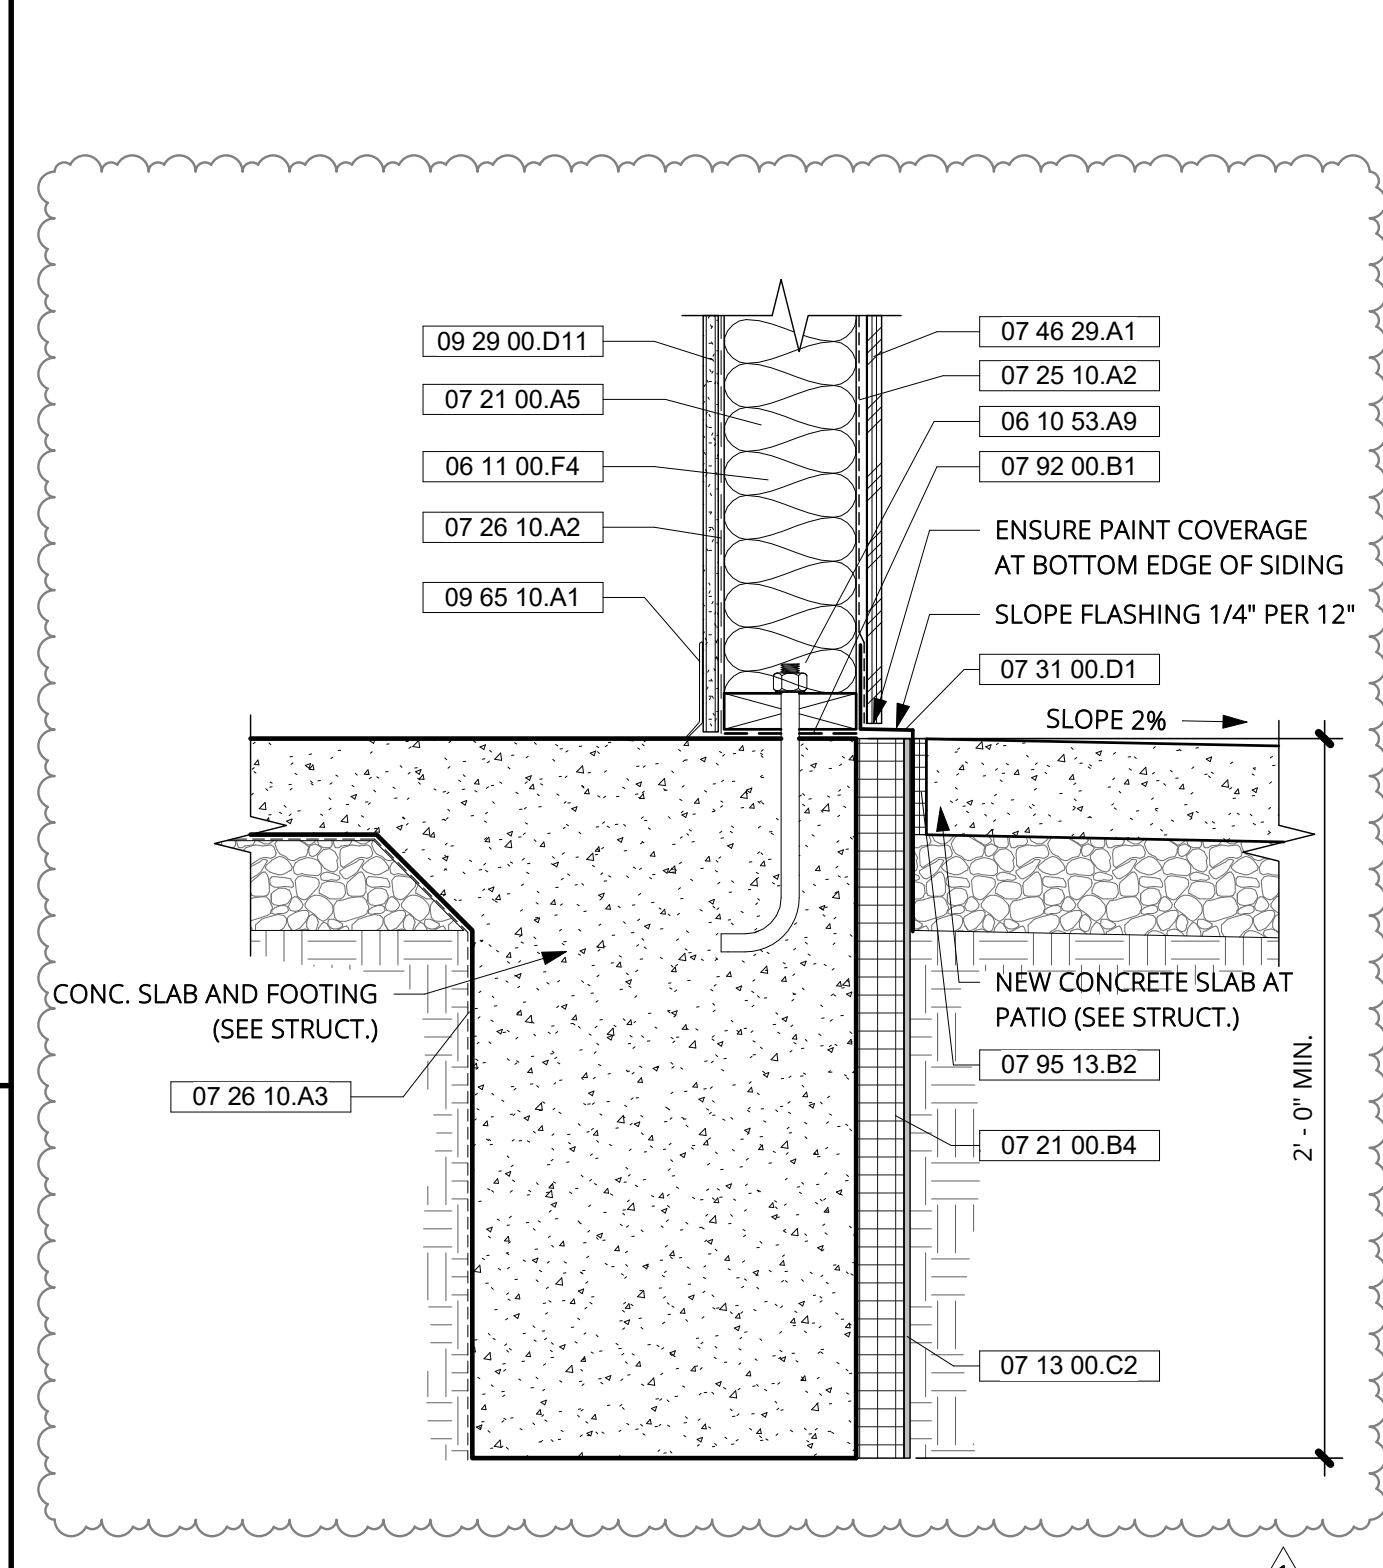 09 29 00.D11
07 21 00.A5
06 11 00.F4
07 26 10.A2
09 65 10.A1
07 46 29.A1
07 25 10.A2
06 10 53.A9
07 92 00.B1
ENSURE PAINT COVERAGE
AT BOTTOM EDGE OF SIDING
SLOPE FLASHING 1/4" PER 12"
07 31 00.D1
SLOPE 2%
CONC. SLAB AND FOOTING
(SEE STRUCT.)
07 26 10.A3
NEW CONCRETE SLAB AT
PATIO (SEE STRUCT.)
07 95 13.B2
07 21 00.B4
07 13 00.C2
2' - 0" MIN.